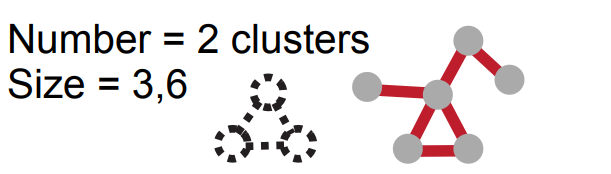 Number = 2 clusters
Size = 3,6